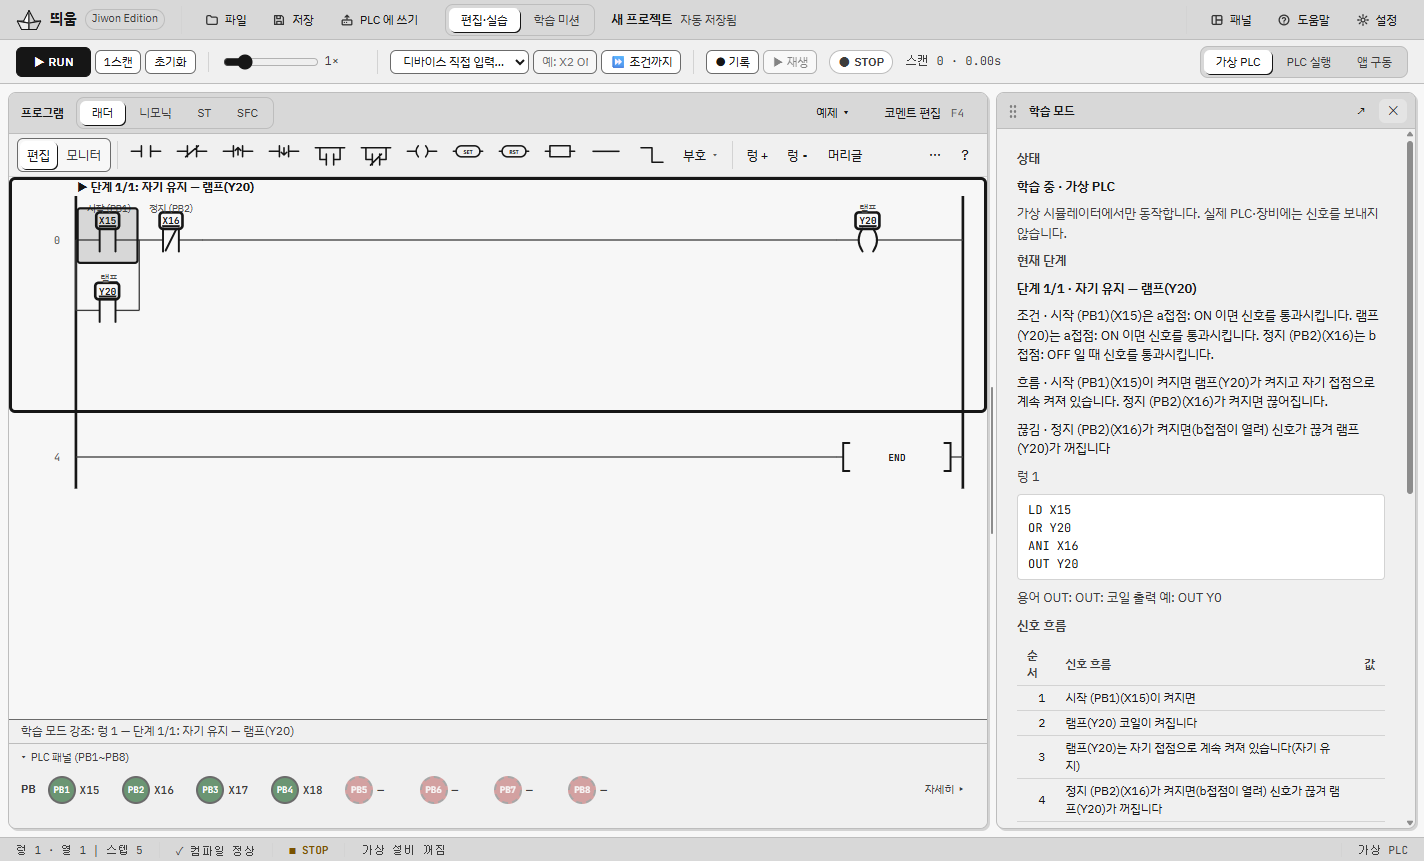 띄움 Jiwon Edition 파일 저장 PLC에 쓰기 편집·실습 학습 미션 새 프로젝트 자동 저장됨 패널 도움말 설정
▶ RUN 1스캔 초기화 1× 디바이스 직접 입력... 예: X2 O ⏩ 조건까지 ● 기록 ▶ 재생 ● STOP 스캔 0 · 0.00s 가상 PLC PLC 실행 앱 구동
프로그램 래더 니모닉 ST SFC 예제 ▾ 코멘트 편집 F4
편집 모니터 SET RST 부호 ▾ 렁 + 렁 - 머리글 ⋯ ?
▶ 단계 1/1: 자기 유지 — 램프(Y20)
시작 (PB1) 정지 (PB2) 램프
X15 X16 Y20
0
램프
Y20
4 END
학습 모드 강조: 렁 1 — 단계 1/1: 자기 유지 — 램프(Y20)
PLC 패널 (PB1~PB8)
PB PB1 X15 PB2 X16 PB3 X17 PB4 X18 PB5 — PB6 — PB7 — PB8 — 자세히 ▸
학습 모드 ↗ ×
상태
학습 중 · 가상 PLC
가상 시뮬레이터에서만 동작합니다. 실제 PLC·장비에는 신호를 보내지
않습니다.
현재 단계
단계 1/1 · 자기 유지 — 램프(Y20)
조건 · 시작 (PB1)(X15)은 a접점: ON 이면 신호를 통과시킵니다. 램프
(Y20)는 a접점: ON 이면 신호를 통과시킵니다. 정지 (PB2)(X16)는 b
접점: OFF 일 때 신호를 통과시킵니다.
흐름 · 시작 (PB1)(X15)이 켜지면 램프(Y20)가 켜지고 자기 접점으로
계속 켜져 있습니다. 정지 (PB2)(X16)가 켜지면 끊어집니다.
끊김 · 정지 (PB2)(X16)가 켜지면(b접점이 열려) 신호가 끊겨 램프
(Y20)가 꺼집니다
렁 1
LD X15
OR Y20
ANI X16
OUT Y20
용어 OUT: OUT: 코일 출력 예: OUT Y0
신호 흐름
순
서 신호 흐름 값
1 시작 (PB1)(X15)이 켜지면
2 램프(Y20) 코일이 켜집니다
3 램프(Y20)는 자기 접점으로 계속 켜져 있습니다(자기 유
지)
4 정지 (PB2)(X16)가 켜지면(b접점이 열려) 신호가 끊겨 램
프(Y20)가 꺼집니다
렁 1 · 열 1 | 스텝 5 ✓ 컴파일 정상 ■ STOP 가상 설비 꺼짐 가상 PLC